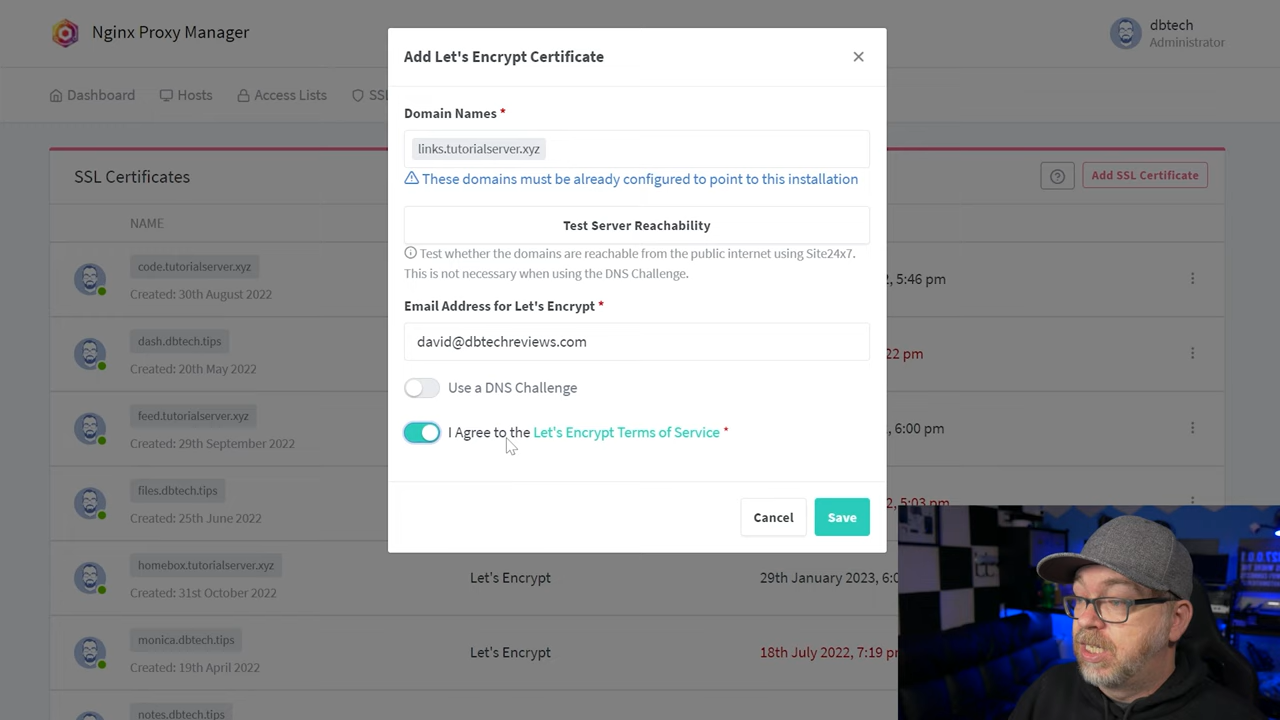 Nginx Proxy Manager
dbtech
Administrator
Dashboard
Hosts
Access Lists
SSL Certificates
Add SSL Certificate
NAME
code.tutorialserver.xyz
Created: 30th August 2022
2, 5:46 pm
dash.dbtech.tips
Created: 20th May 2022
22 pm
feed.tutorialserver.xyz
Created: 29th September 2022
, 6:00 pm
files.dbtech.tips
Created: 25th June 2022
2, 5:03 pm
homebox.tutorialserver.xyz
Created: 31st October 2022
Let's Encrypt
29th January 2023, 6:0
monica.dbtech.tips
Created: 19th April 2022
Let's Encrypt
18th July 2022, 7:19 p
notes.dbtech.tips
Add Let's Encrypt Certificate
Domain Names *
links.tutorialserver.xyz
These domains must be already configured to point to this installation
Test Server Reachability
Test whether the domains are reachable from the public internet using Site24x7.
This is not necessary when using the DNS Challenge.
Email Address for Let's Encrypt *
david@dbtechreviews.com
Use a DNS Challenge
I Agree to the Let's Encrypt Terms of Service *
Cancel
Save